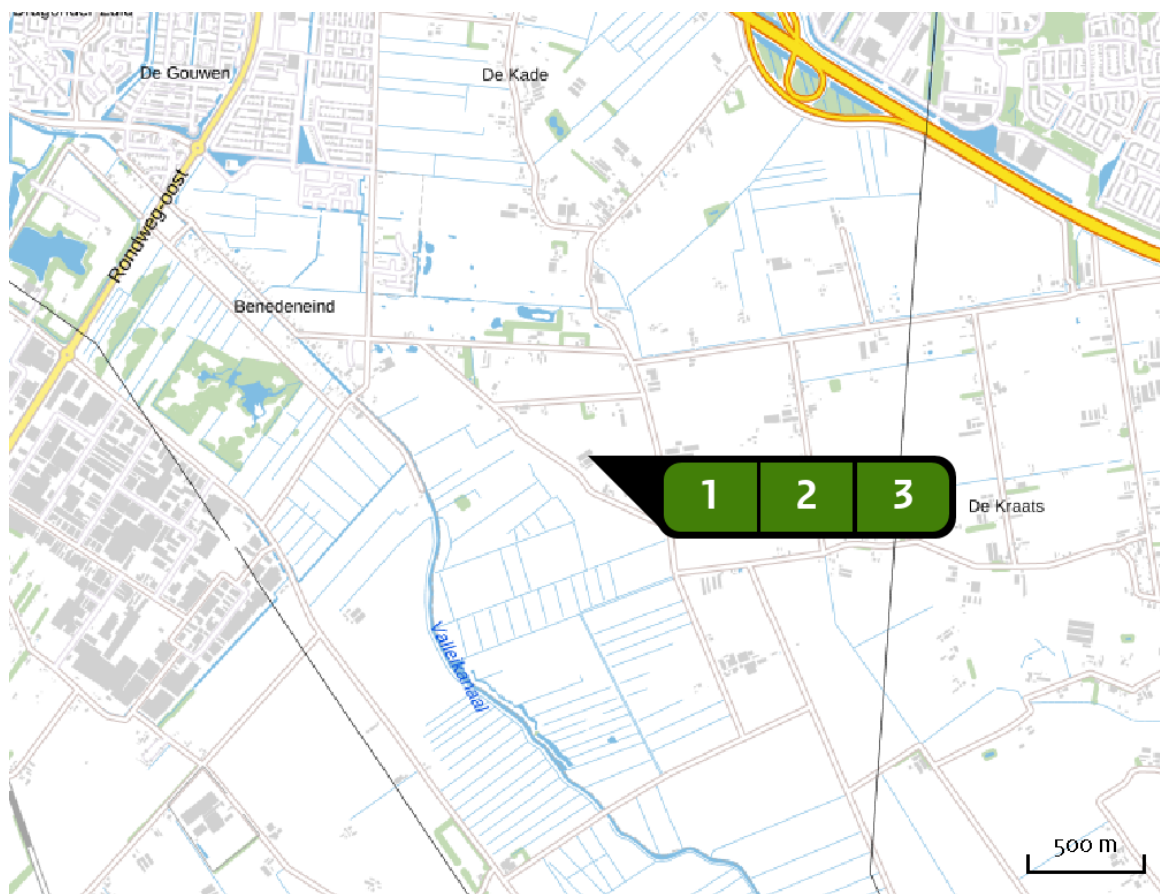 De Gouwen
De Kade
Rondweg-oost
Benedeneind
1 2 3
De Kraats
Valleikanaal
500 m